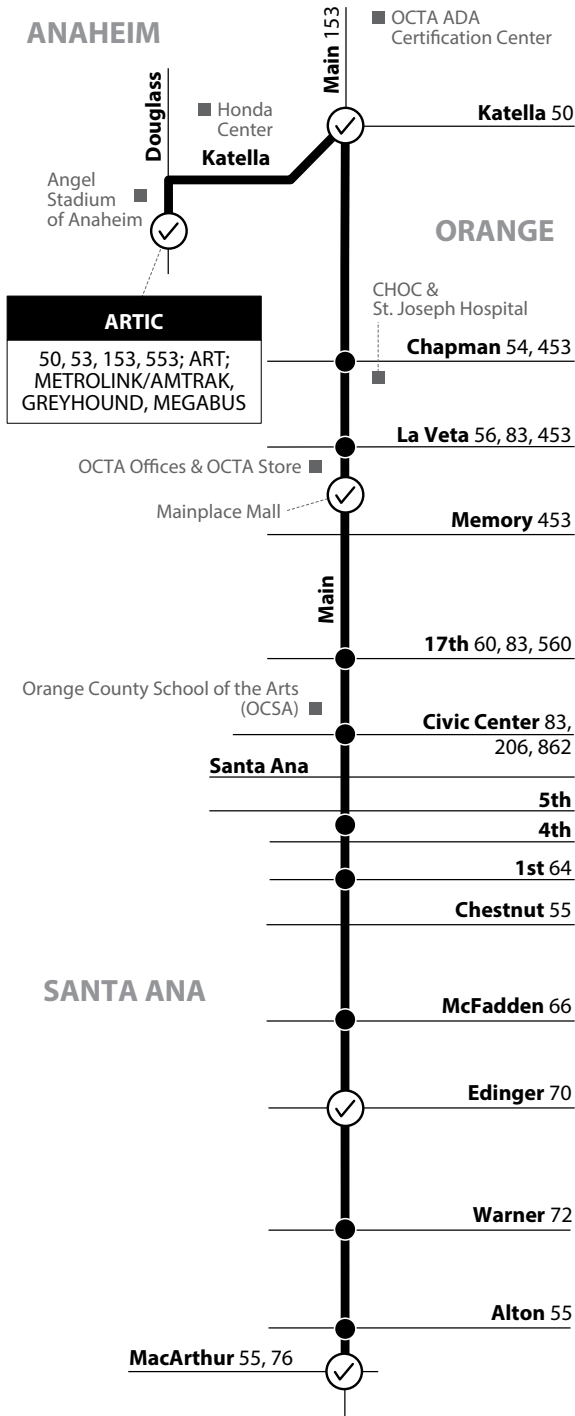 ANAHEIM
Main 153
OCTA ADA
Certification Center
Douglass
Honda
Center
Katella 50
Katella
Angel
Stadium
of Anaheim
ORANGE
ARTIC
50, 53, 153, 553; ART;
METROLINK/AMTRAK,
GREYHOUND, MEGABUS
CHOC &
St. Joseph Hospital
Chapman 54, 453
La Veta 56, 83, 453
OCTA Offices & OCTA Store
Mainplace Mall
Memory 453
Main
17th 60, 83, 560
Orange County School of the Arts
(OCSA)
Civic Center 83,
206, 862
Santa Ana
5th
4th
1st 64
Chestnut 55
SANTA ANA
McFadden 66
Edinger 70
Warner 72
Alton 55
MacArthur 55, 76